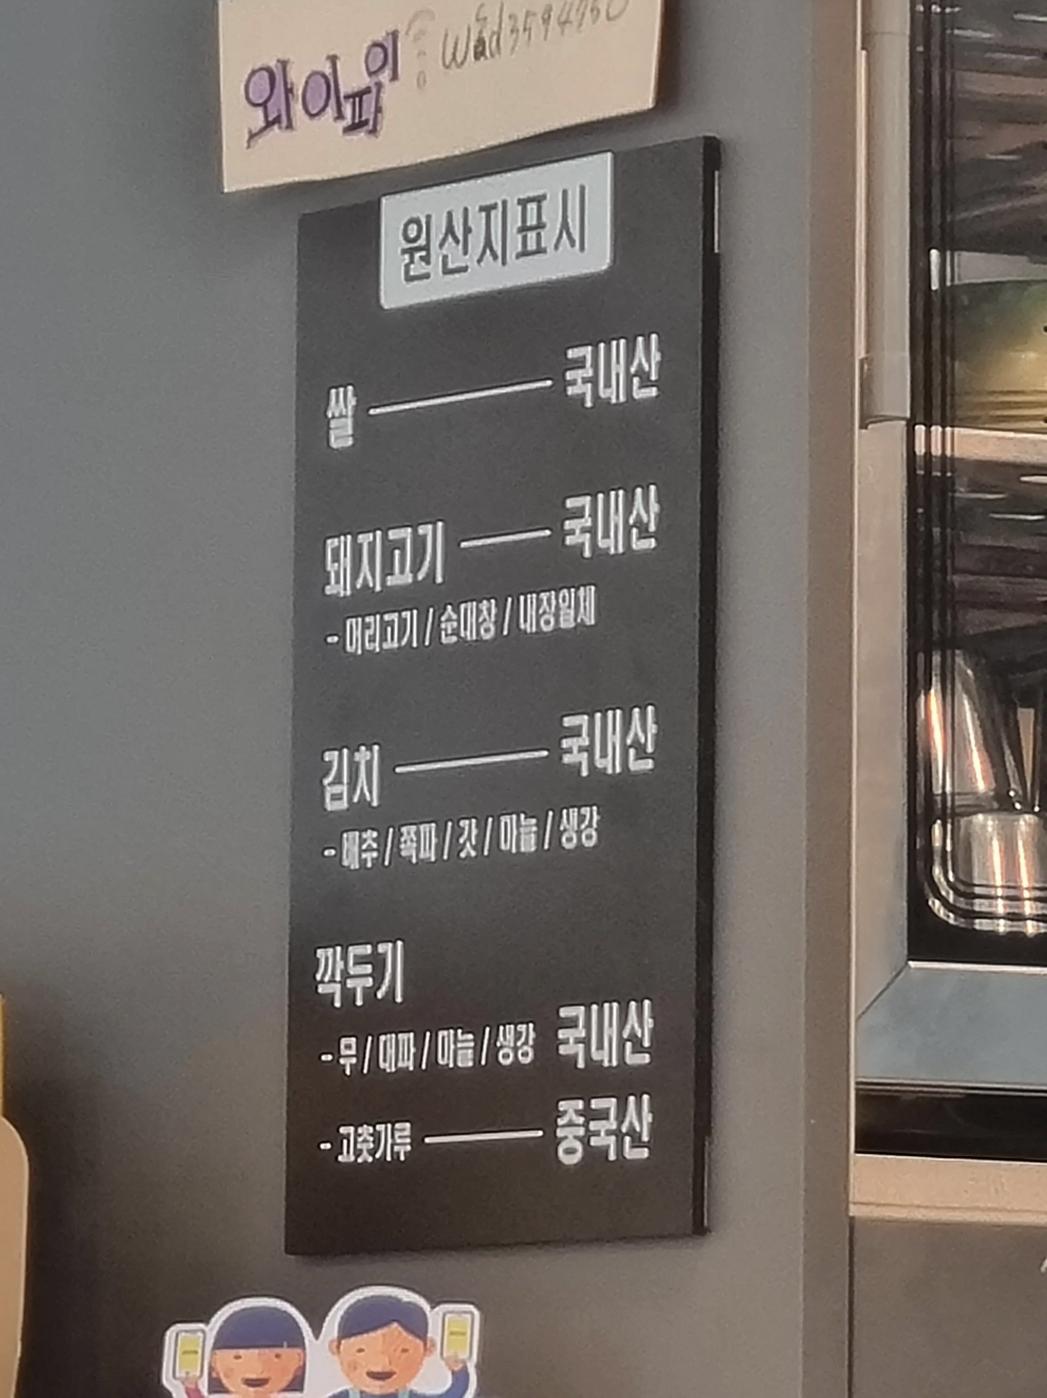 와이파이
원산지표시
쌀 국내산
돼지고기 국내산
- 머리고기 / 순대창 / 내장일체
김치 국내산
- 배추 / 쪽파 / 갓 / 마늘 / 생강
깍두기
- 무 / 대파 / 마늘 / 생강 국내산
- 고춧가루 중국산